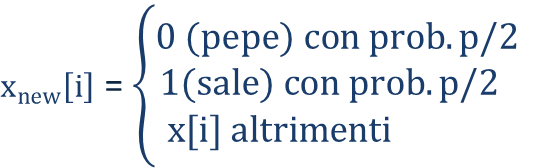 x_new[i] = { 0 (pepe) con prob. p/2
1(sale) con prob. p/2
x[i] altrimenti